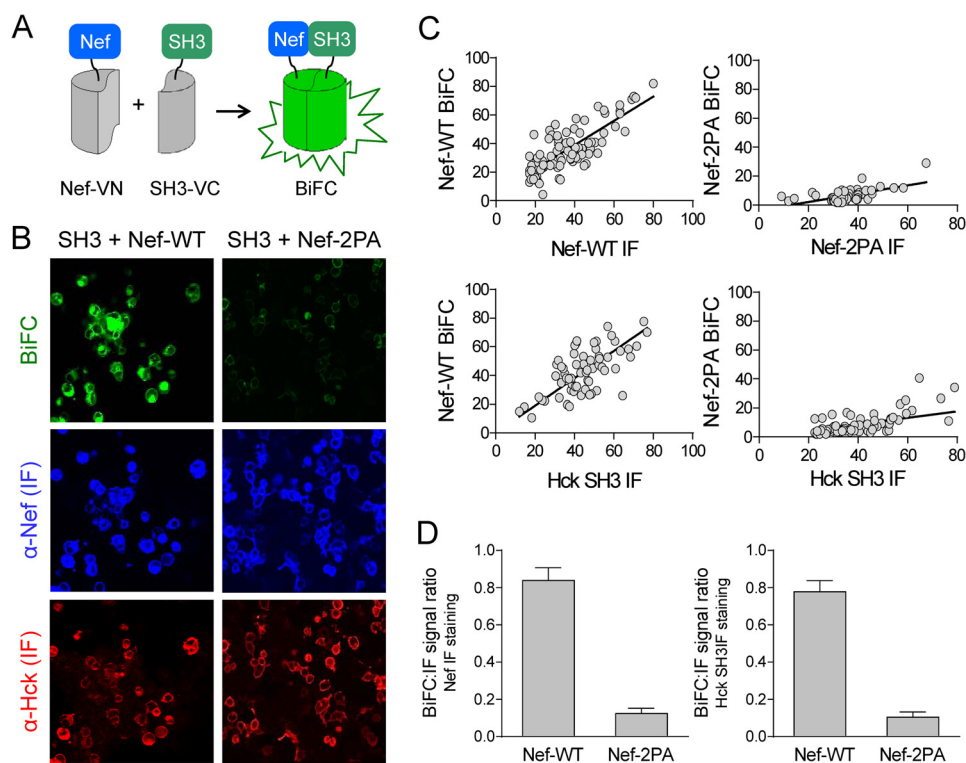 A
Nef
SH3
Nef SH3
+
Nef-VN
SH3-VC
BiFC
B
SH3 + Nef-WT
SH3 + Nef-2PA
BiFC
α-Nef (IF)
α-Hck (IF)
C
Nef-WT BiFC
100
80
60
40
20
0
0 20 40 60 80 100
Nef-WT IF
Nef-2PA BiFC
100
80
60
40
20
0
0 20 40 60 80
Nef-2PA IF
Nef-WT BiFC
100
80
60
40
20
0
0 20 40 60 80 100
Hck SH3 IF
Nef-2PA BiFC
100
80
60
40
20
0
0 20 40 60 80
Hck SH3 IF
D
BiFC:IF signal ratio
Nef IF staining
1.0
0.8
0.6
0.4
0.2
0.0
Nef-WT Nef-2PA
BiFC:IF signal ratio
Hck SH3IF staining
1.0
0.8
0.6
0.4
0.2
0.0
Nef-WT Nef-2PA